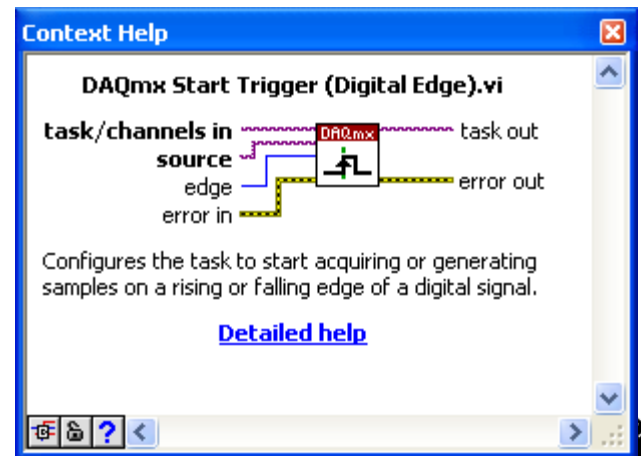 Context Help
DAQmx Start Trigger (Digital Edge).vi
task/channels in DAQmx task out
source
edge error out
error in
Configures the task to start acquiring or generating
samples on a rising or falling edge of a digital signal.
Detailed help
?